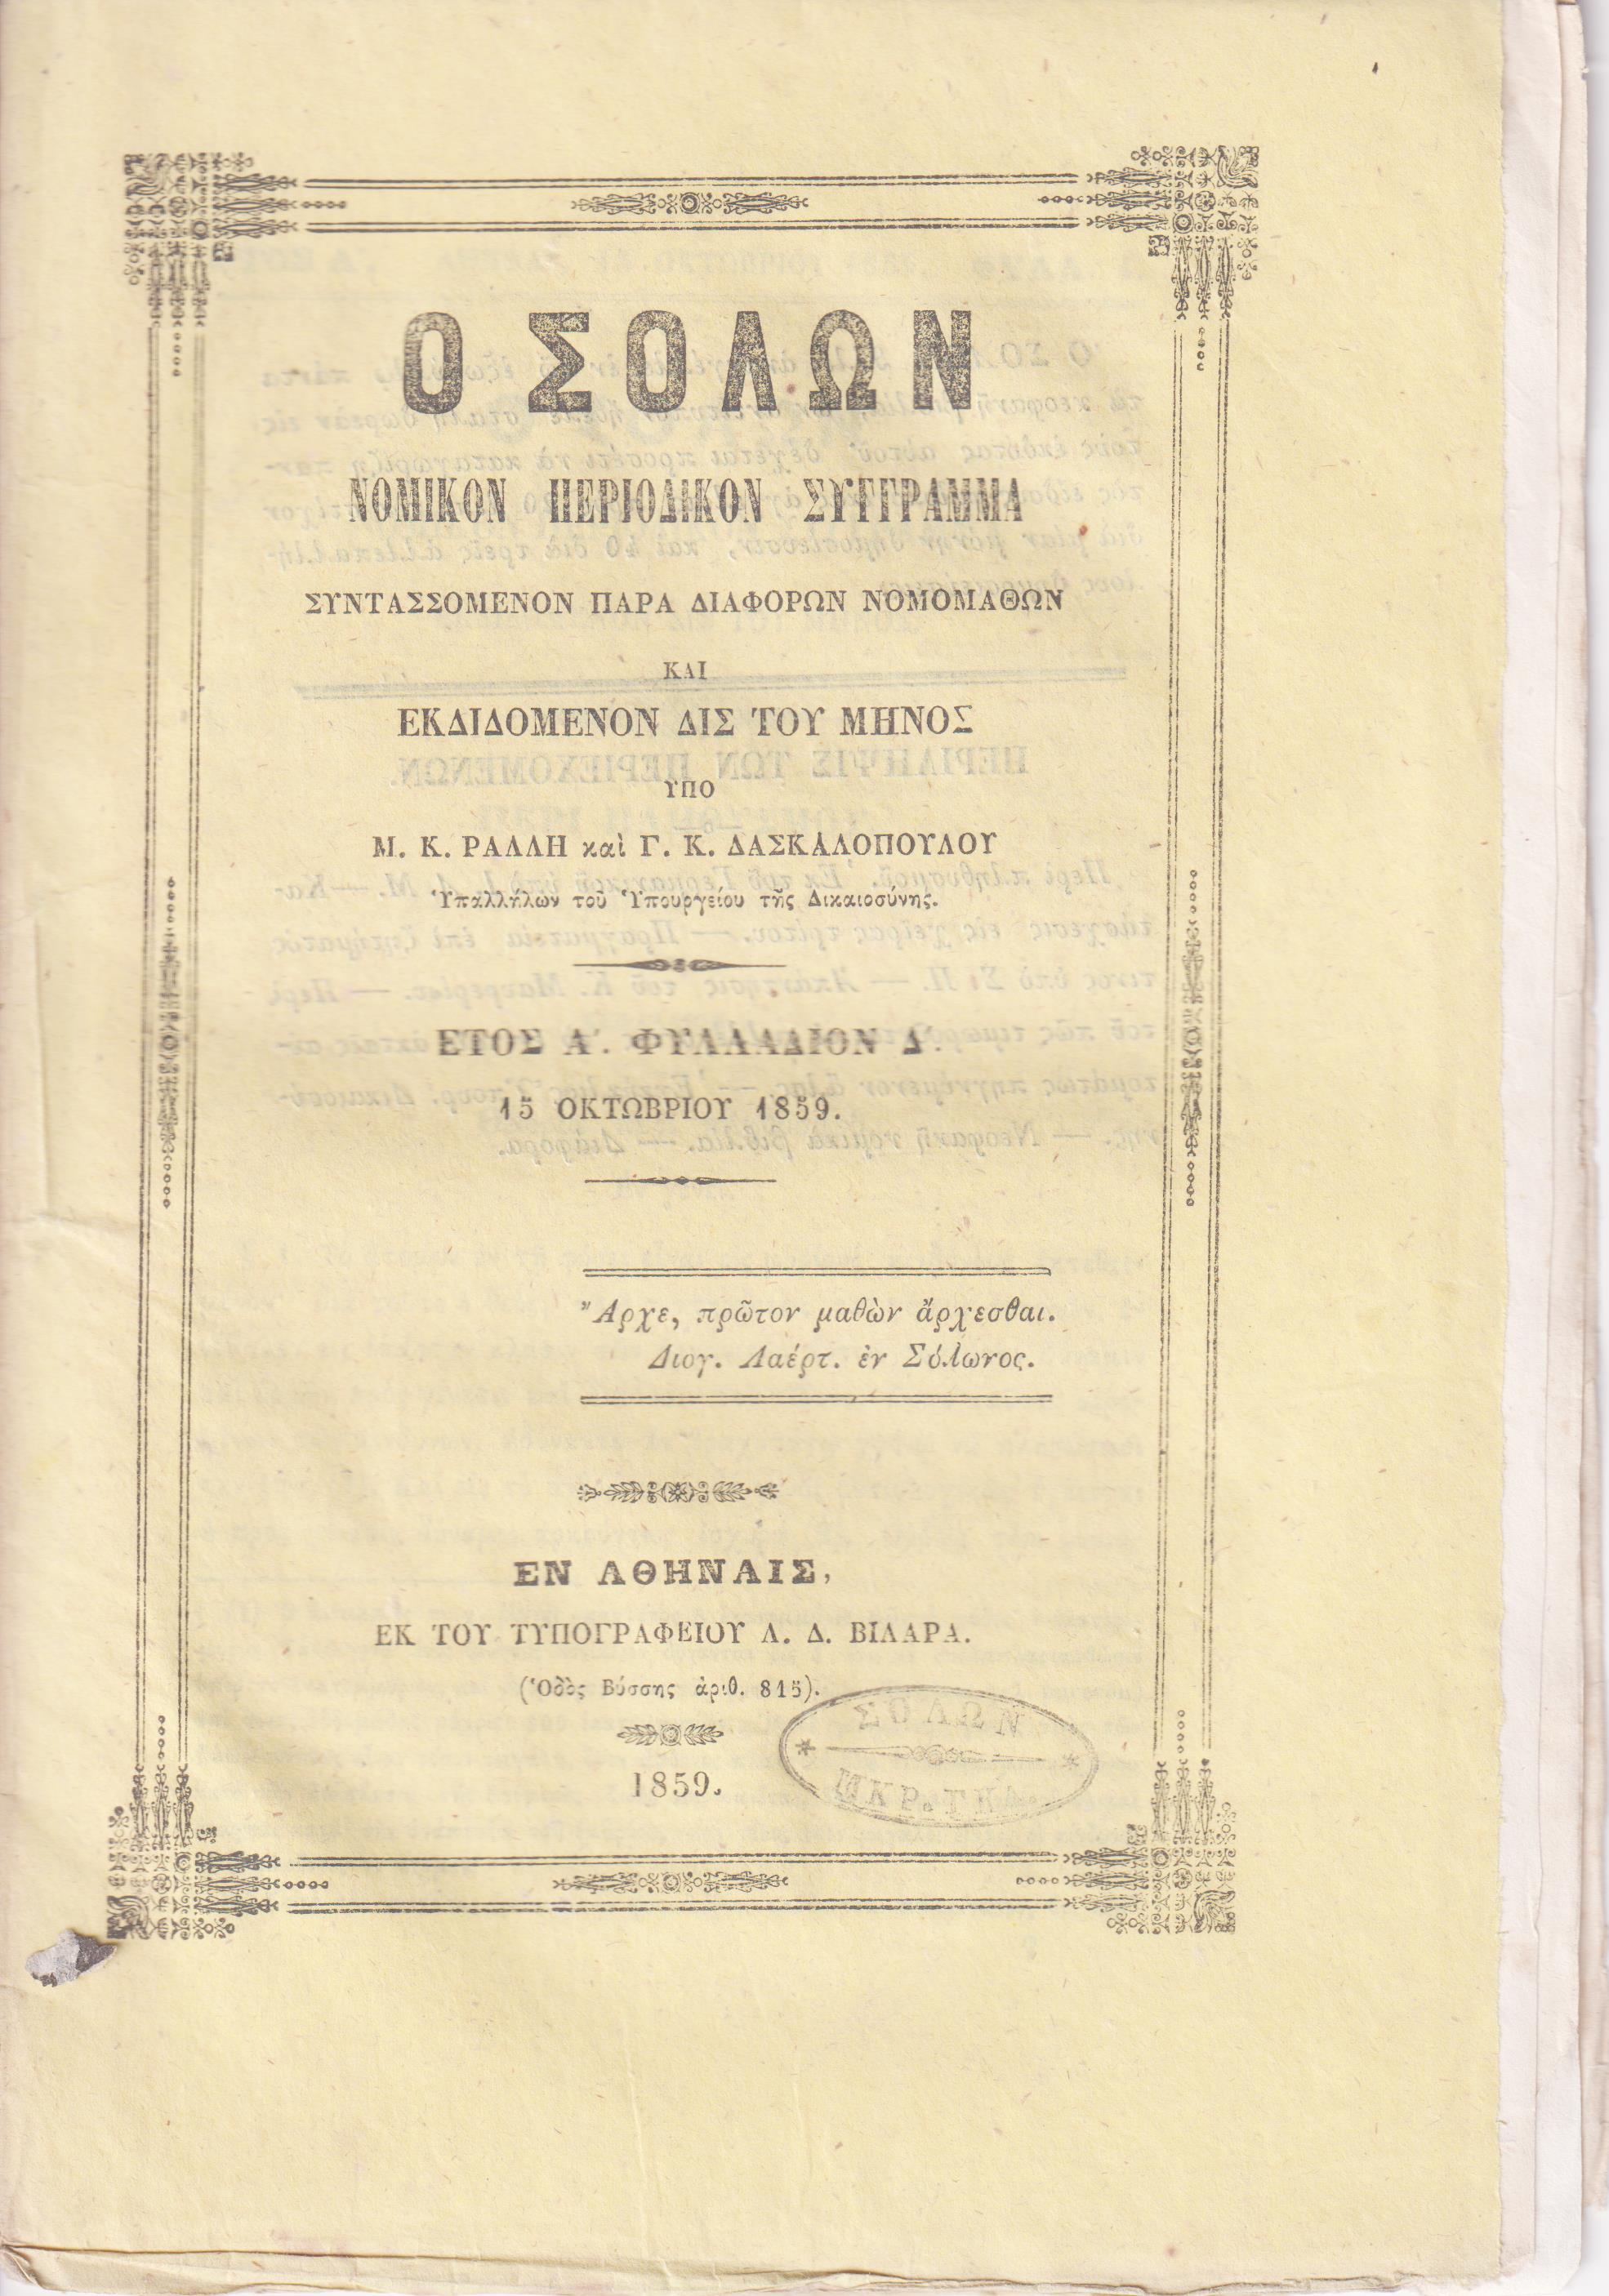 Ο ΣΟΛΩΝ
ΝΟΜΙΚΟΝ ΠΕΡΙΟΔΙΚΟΝ ΣΥΓΓΡΑΜΜΑ
ΣΥΝΤΑΣΣΟΜΕΝΟΝ ΠΑΡΑ ΔΙΑΦΟΡΩΝ ΝΟΜΟΜΑΘΩΝ
ΚΑΙ
ΕΚΔΙΔΟΜΕΝΟΝ ΔΙΣ ΤΟΥ ΜΗΝΟΣ
ΥΠΟ
Μ. Κ. ΡΑΛΛΗ καὶ Γ. Κ. ΔΑΣΚΑΛΟΠΟΥΛΟΥ
Ὑπαλλήλων τοῦ Ὑπουργείου τῆς Δικαιοσύνης.
ΕΤΟΣ Α΄. ΦΥΛΛΑΔΙΟΝ Δ΄.
15 ΟΚΤΩΒΡΙΟΥ 1859.
Ἄρχε, πρῶτον μαθὼν ἄρχεσθαι.
Διογ. Λαέρτ. ἐν Σόλωνος.
ΕΝ ΑΘΗΝΑΙΣ,
ΕΚ ΤΟΥ ΤΥΠΟΓΡΑΦΕΙΟΥ Λ. Δ. ΒΙΛΑΡΑ.
(Ὁδὸς Βύσσης ἀριθ. 815).
1859.
ΣΟΛΩΝ